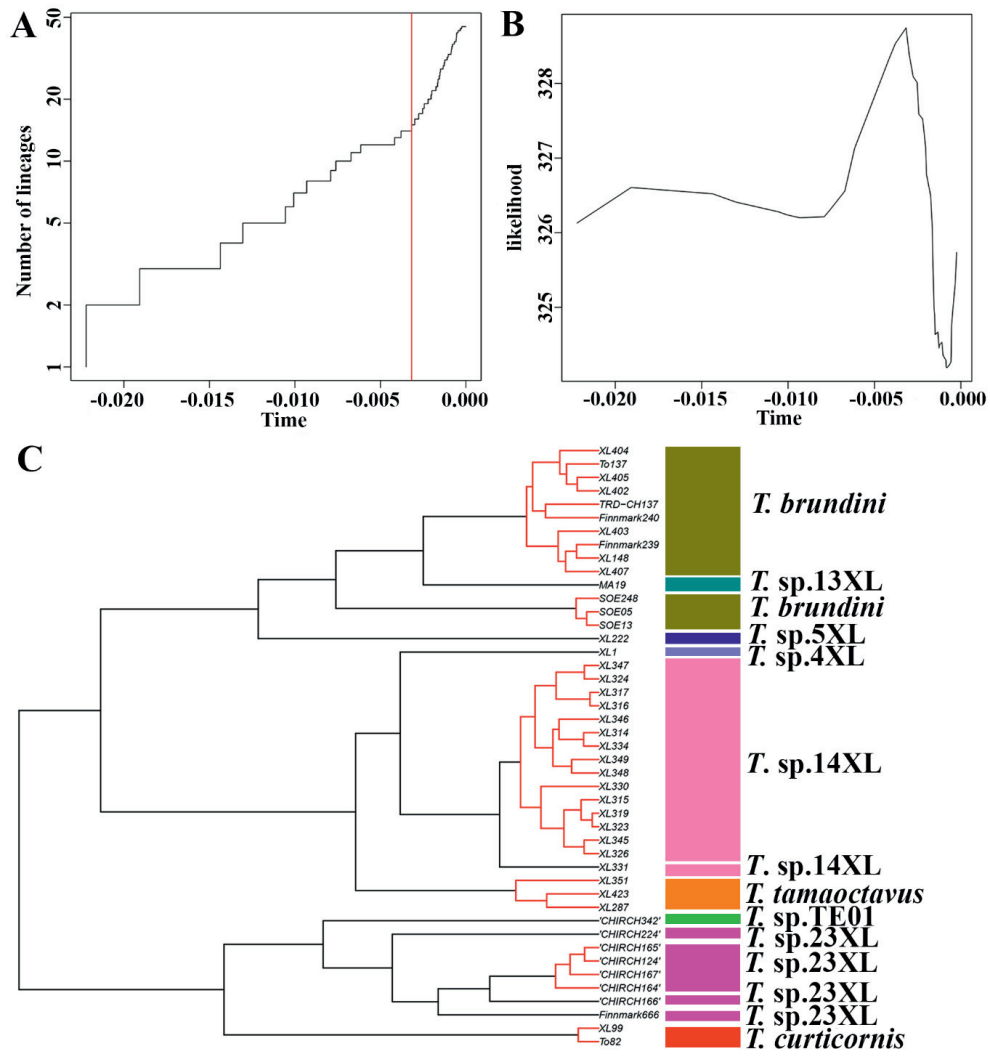 A
50
20
10
5
2
1
Number of lineages
-0.020 -0.015 -0.010 -0.005 0.000
Time
B
328
327
326
325
likelihood
-0.020 -0.015 -0.010 -0.005 0.000
Time
C
XL404
To137
XL405
XL402
TRD-CH137
Finnmark240
XL403
Finnmark239
XL148
XL407
MA19
SOE248
SOE05
SOE13
XL222
XL1
XL347
XL324
XL317
XL316
XL346
XL314
XL334
XL349
XL348
XL330
XL315
XL319
XL323
XL345
XL326
XL331
XL351
XL423
XL287
'CHIRCH342'
'CHIRCH224'
'CHIRCH165'
'CHIRCH124'
'CHIRCH167'
'CHIRCH164'
'CHIRCH166'
Finnmark666
XL99
To82
T. brundini
T. sp.13XL
T. brundini
T. sp.5XL
T. sp.4XL
T. sp.14XL
T. sp.14XL
T. tamaoctavus
T. sp.TE01
T. sp.23XL
T. sp.23XL
T. sp.23XL
T. sp.23XL
T. curticornis